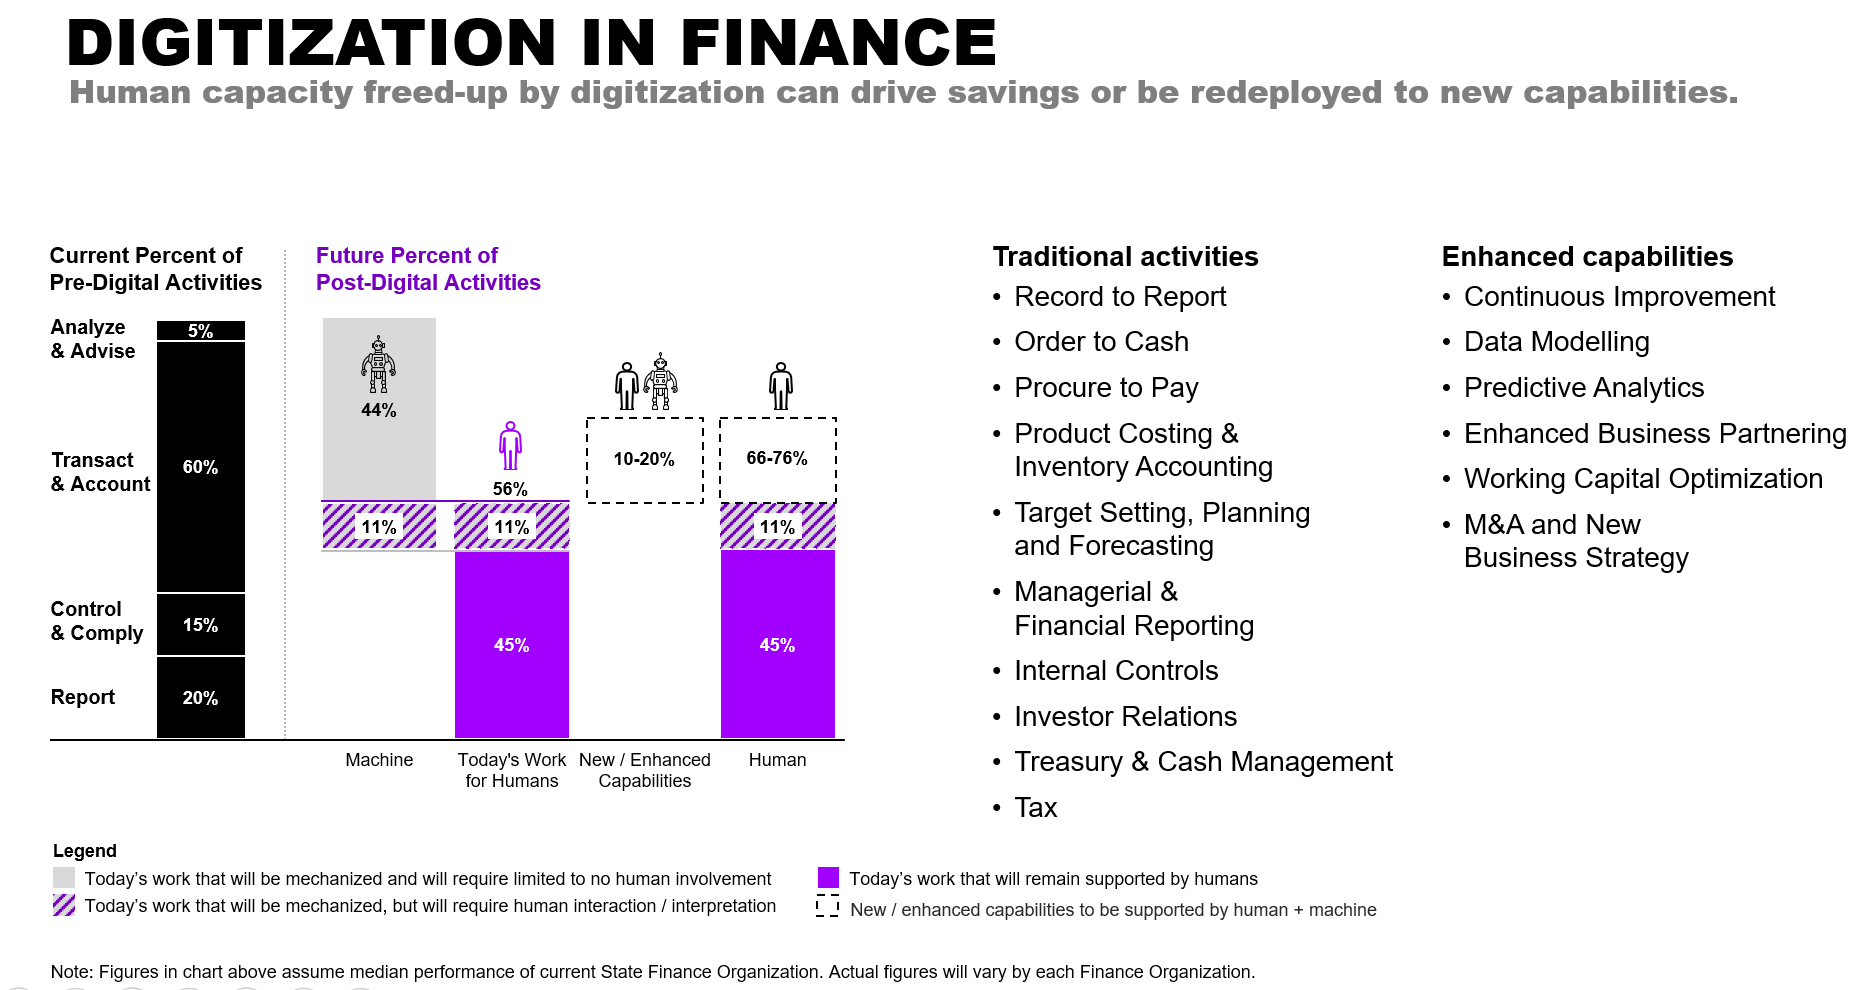 DIGITIZATION IN FINANCE
Human capacity freed-up by digitization can drive savings or be redeployed to new capabilities.
Current Percent of
Pre-Digital Activities
Analyze
& Advise
5%
Transact
& Account
60%
Control
& Comply
15%
Report
20%
Future Percent of
Post-Digital Activities
44%
56%
10-20%
66-76%
11%
11%
11%
45%
45%
Machine
Today's Work
for Humans
New / Enhanced
Capabilities
Human
Traditional activities
• Record to Report
• Order to Cash
• Procure to Pay
• Product Costing &
Inventory Accounting
• Target Setting, Planning
and Forecasting
• Managerial &
Financial Reporting
• Internal Controls
• Investor Relations
• Treasury & Cash Management
• Tax
Enhanced capabilities
• Continuous Improvement
• Data Modelling
• Predictive Analytics
• Enhanced Business Partnering
• Working Capital Optimization
• M&A and New
Business Strategy
Legend
Today’s work that will be mechanized and will require limited to no human involvement
Today’s work that will be mechanized, but will require human interaction / interpretation
Today’s work that will remain supported by humans
New / enhanced capabilities to be supported by human + machine
Note: Figures in chart above assume median performance of current State Finance Organization. Actual figures will vary by each Finance Organization.